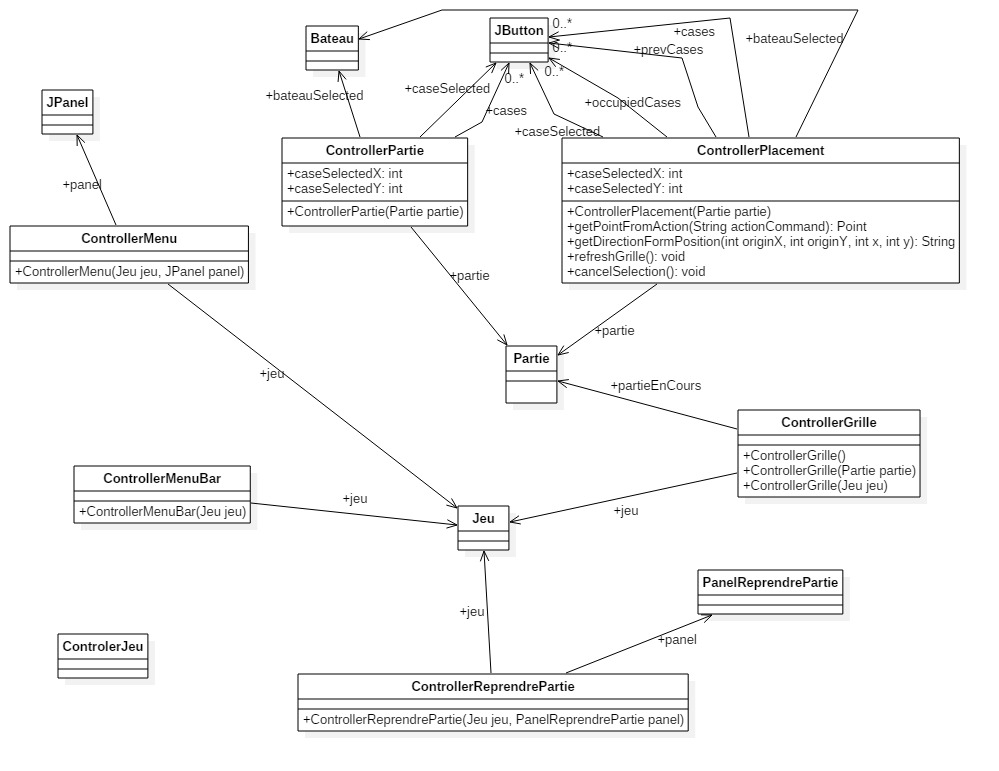 Bateau
JButton
0..*
+cases
0..*
+prevCases
+bateauSelected
0..*
0..*
+bateauSelected
+caseSelected
+cases
+occupiedCases
+caseSelected
JPanel
+panel
ControllerPartie
+caseSelectedX: int
+caseSelectedY: int
+ControllerPartie(Partie partie)
ControllerPlacement
+caseSelectedX: int
+caseSelectedY: int
+ControllerPlacement(Partie partie)
+getPointFromAction(String actionCommand): Point
+getDirectionFormPosition(int originX, int originY, int x, int y): String
+refreshGrille(): void
+cancelSelection(): void
ControllerMenu
+ControllerMenu(Jeu jeu, JPanel panel)
+partie
+partie
Partie
+jeu
+partieEnCours
ControllerGrille
+ControllerGrille()
+ControllerGrille(Partie partie)
+ControllerGrille(Jeu jeu)
ControllerMenuBar
+ControllerMenuBar(Jeu jeu)
+jeu
+jeu
Jeu
PanelReprendrePartie
+jeu
+panel
ControlerJeu
ControllerReprendrePartie
+ControllerReprendrePartie(Jeu jeu, PanelReprendrePartie panel)